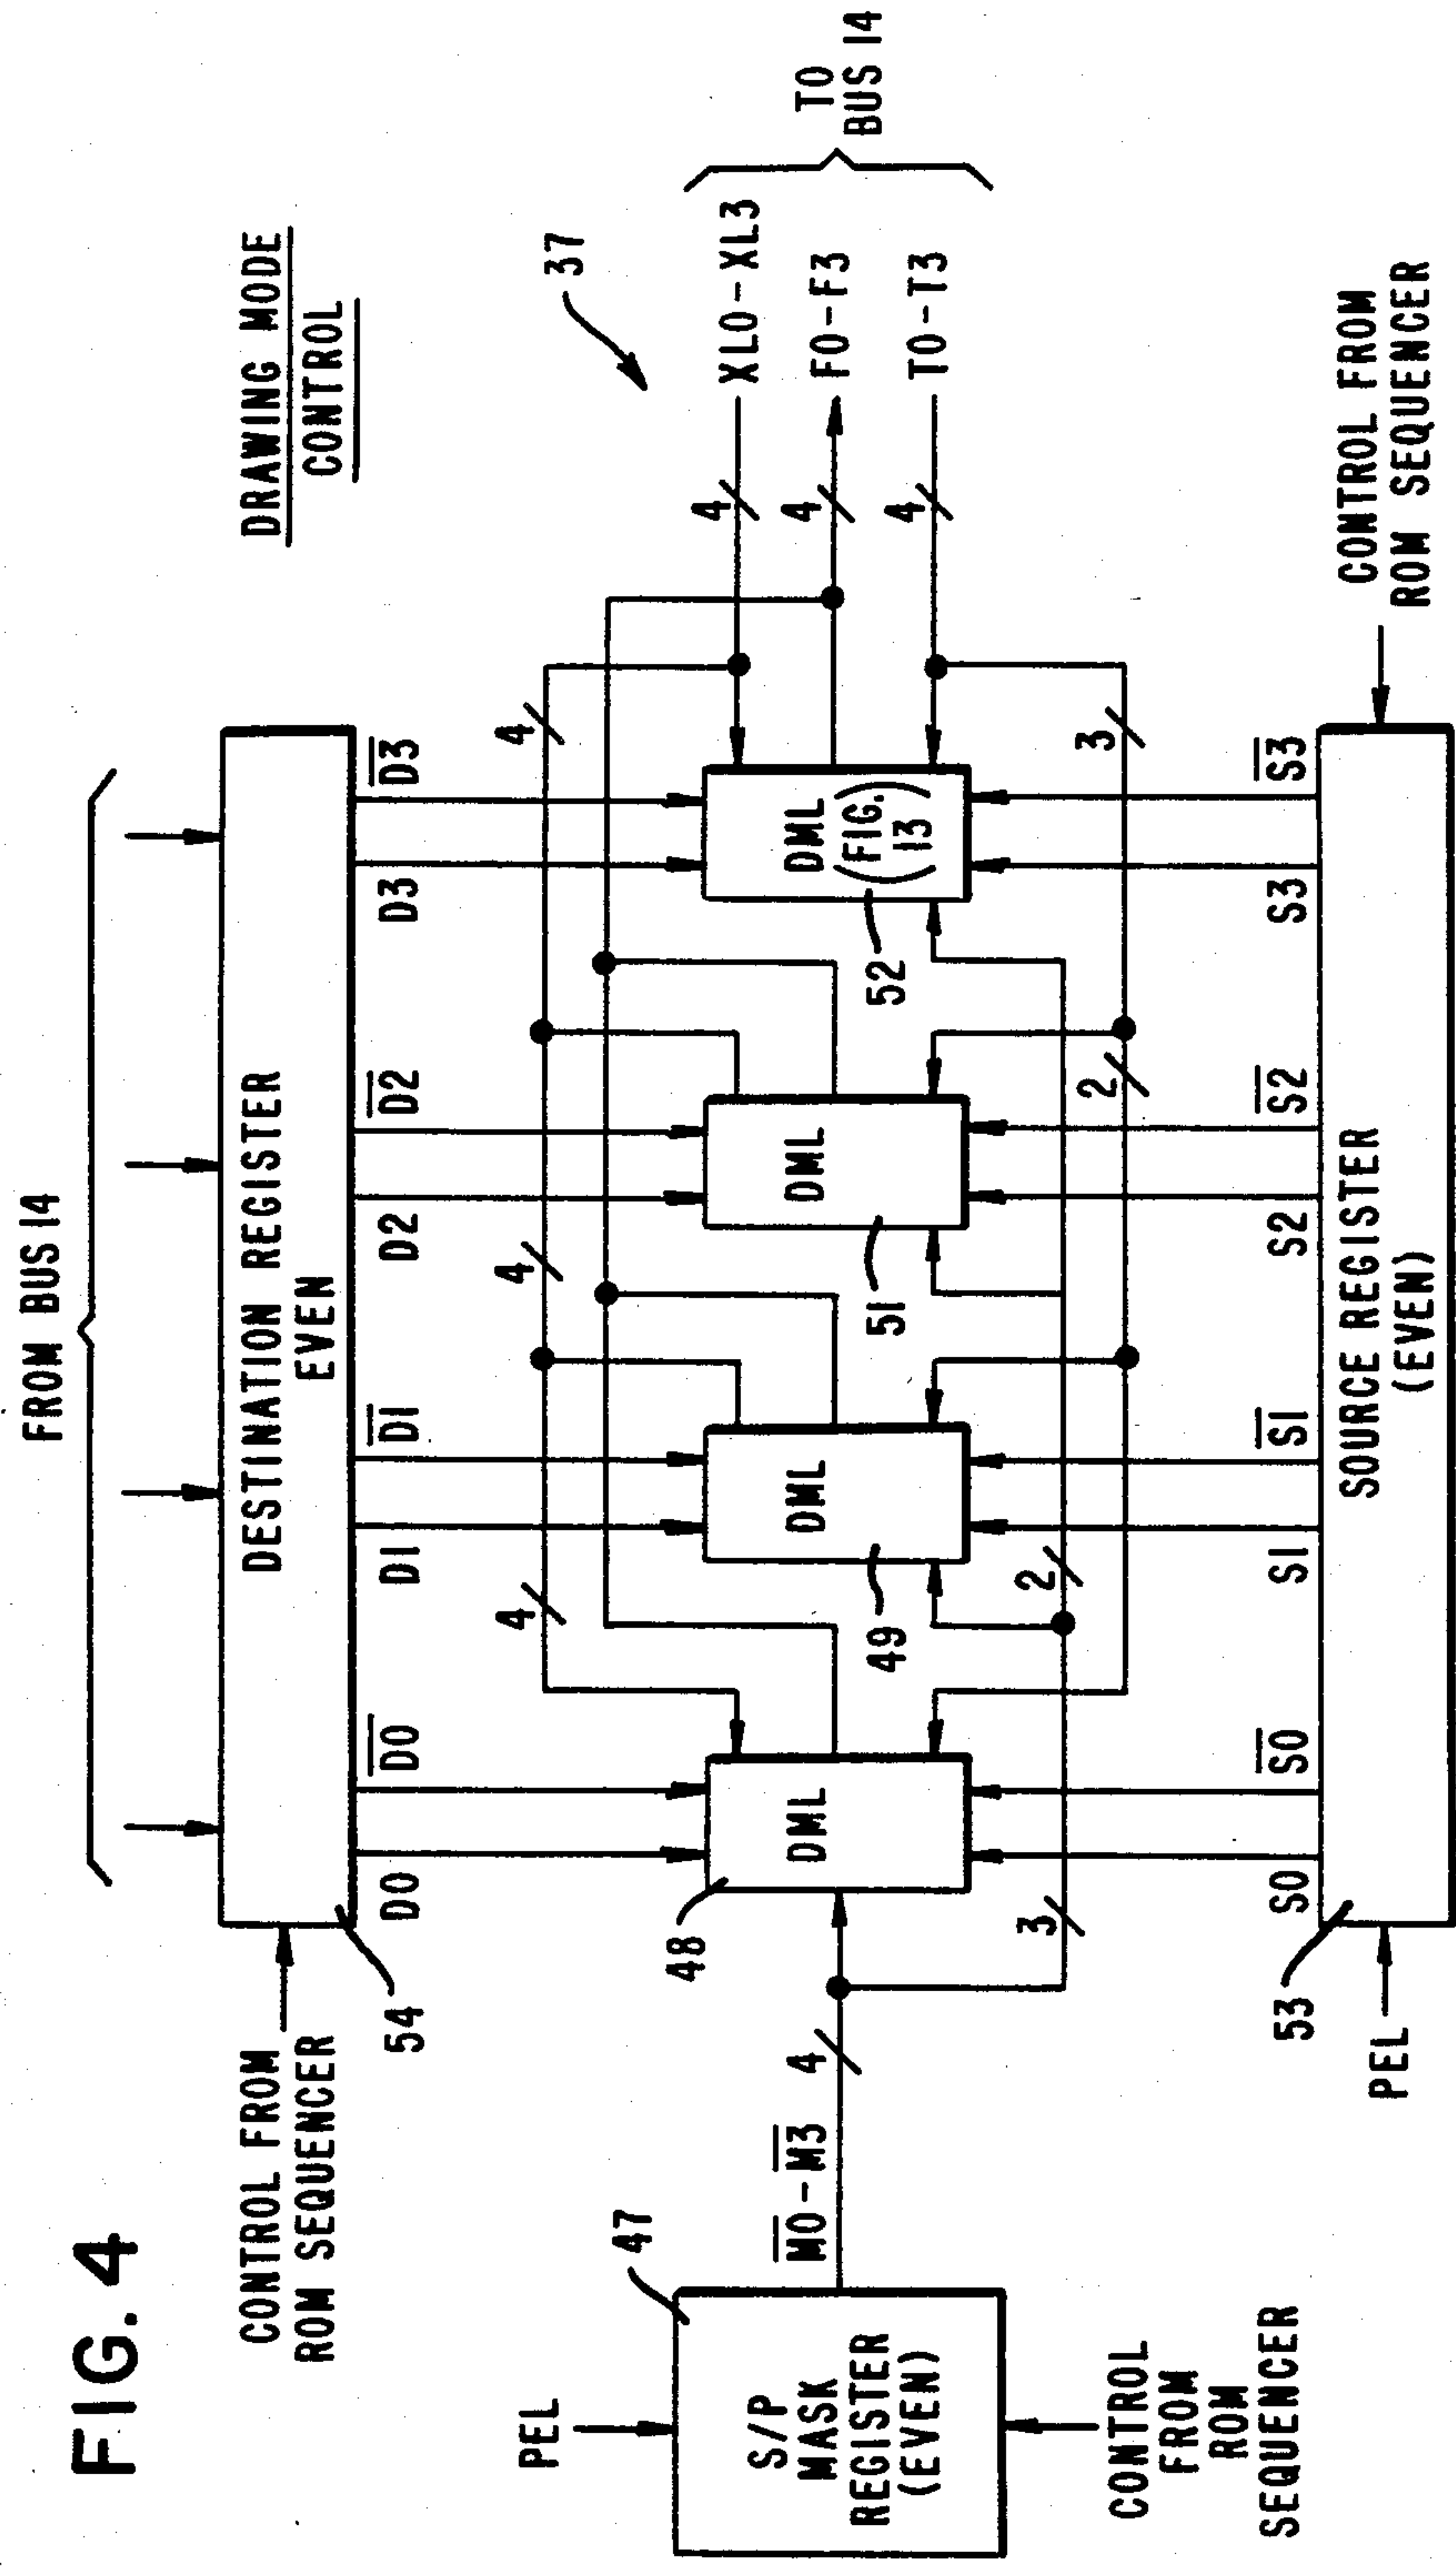 FIG. 4
DRAWING MODE
CONTROL
37
FROM BUS 14
CONTROL FROM
ROM SEQUENCER
54
DESTINATION REGISTER
EVEN
D0
D̅0̅
D1
D̅1̅
D2
D̅2̅
D3
D̅3̅
4
4
4
PEL
47
S/P
MASK
REGISTER
(EVEN)
CONTROL
FROM
ROM
SEQUENCER
M̅0̅-M̅3̅
4
48
DML
49
DML
51
DML
52
DML
(FIG.
13)
4
XL0-XL3
4
F0-F3
4
T0-T3
TO
BUS 14
3
2
2
3
S0
S̅0̅
S1
S̅1̅
S2
S̅2̅
S3
S̅3̅
PEL
53
SOURCE REGISTER
(EVEN)
CONTROL FROM
ROM SEQUENCER